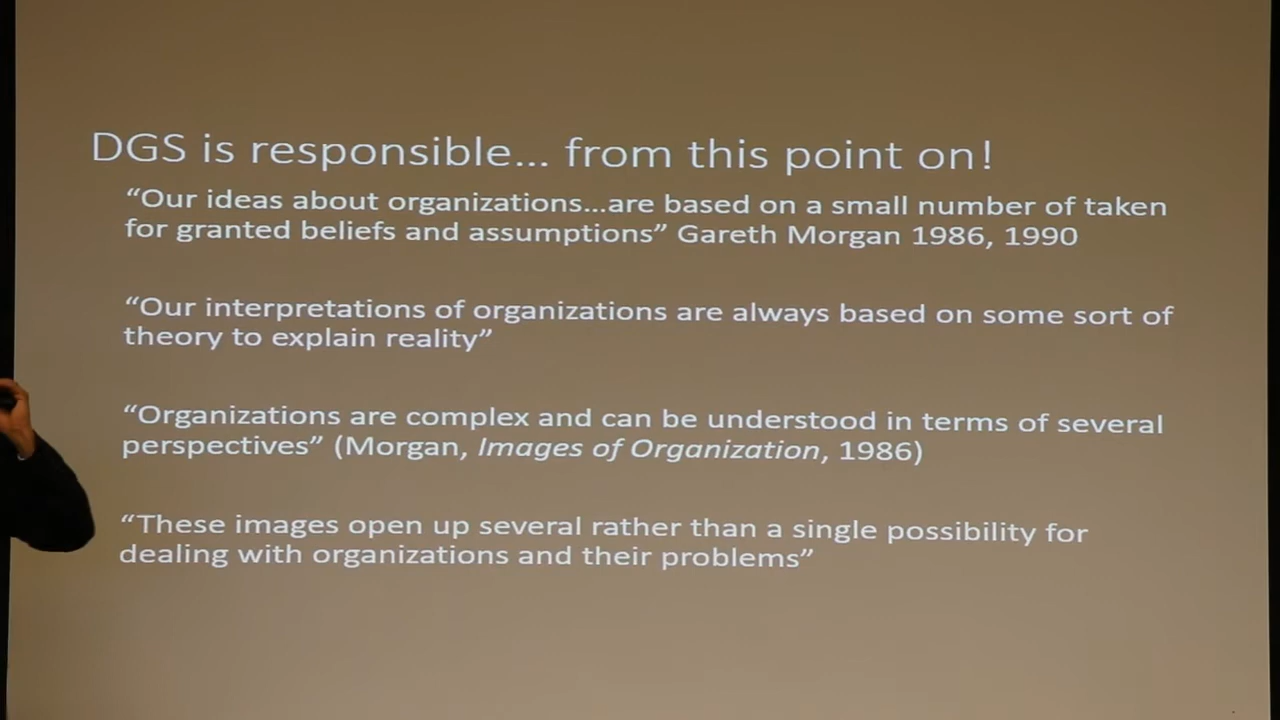 DGS is responsible... from this point on!
“Our ideas about organizations...are based on a small number of taken
for granted beliefs and assumptions” Gareth Morgan 1986, 1990
“Our interpretations of organizations are always based on some sort of
theory to explain reality”
“Organizations are complex and can be understood in terms of several
perspectives” (Morgan, Images of Organization, 1986)
“These images open up several rather than a single possibility for
dealing with organizations and their problems”